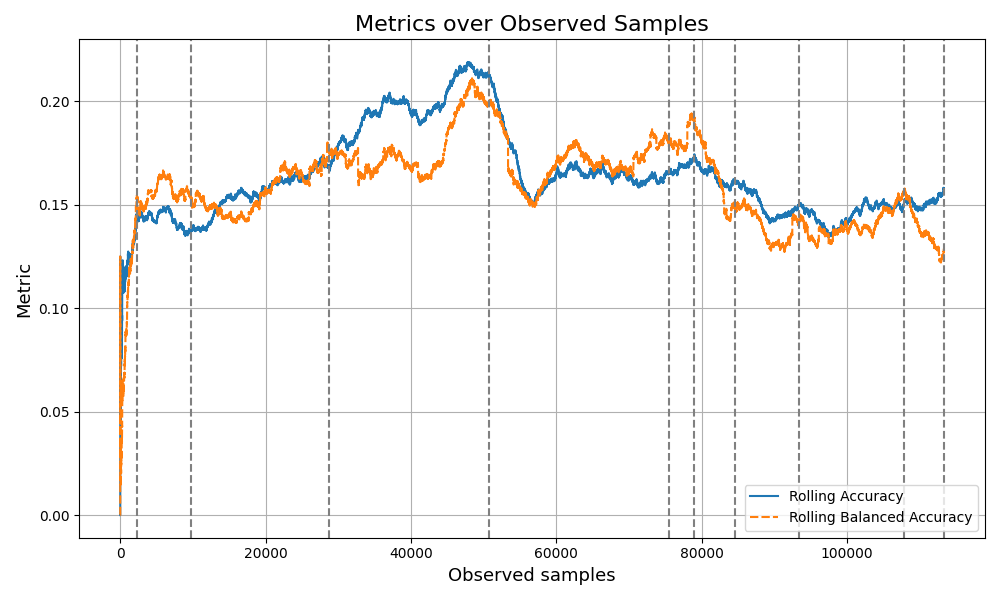 Metrics over Observed Samples
Metric
0.20
0.15
0.10
0.05
0.00
Rolling Accuracy
Rolling Balanced Accuracy
0 20000 40000 60000 80000 100000
Observed samples